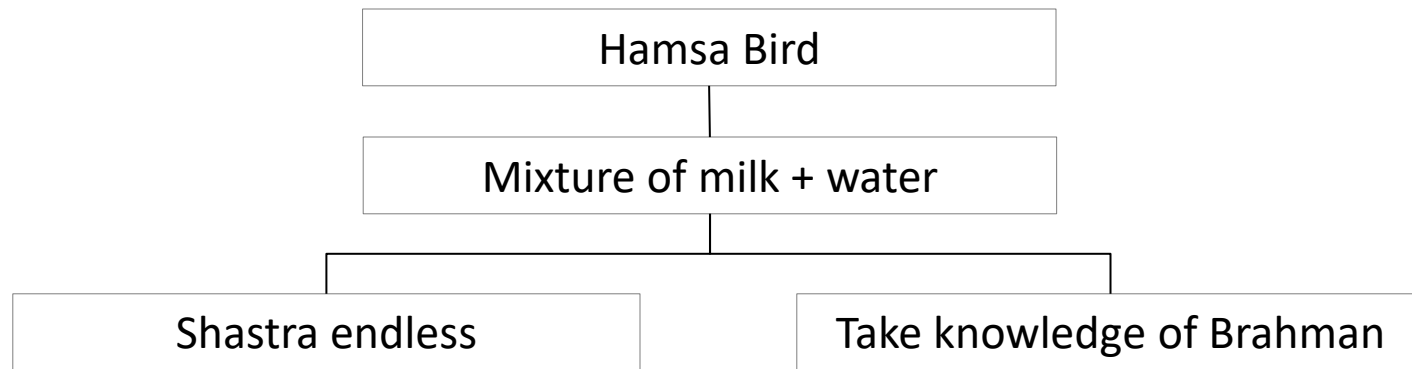 Hamsa Bird
Mixture of milk + water
Shastra endless
Take knowledge of Brahman